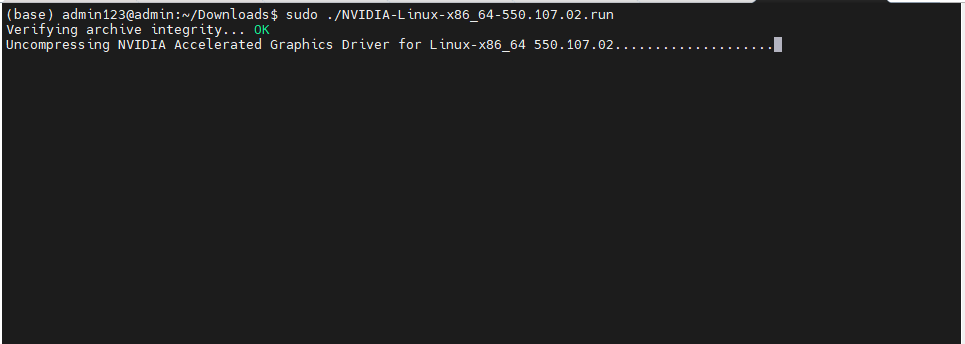 (base) admin123@admin:~/Downloads$ sudo ./NVIDIA-Linux-x86_64-550.107.02.run
Verifying archive integrity... OK
Uncompressing NVIDIA Accelerated Graphics Driver for Linux-x86_64 550.107.02....................